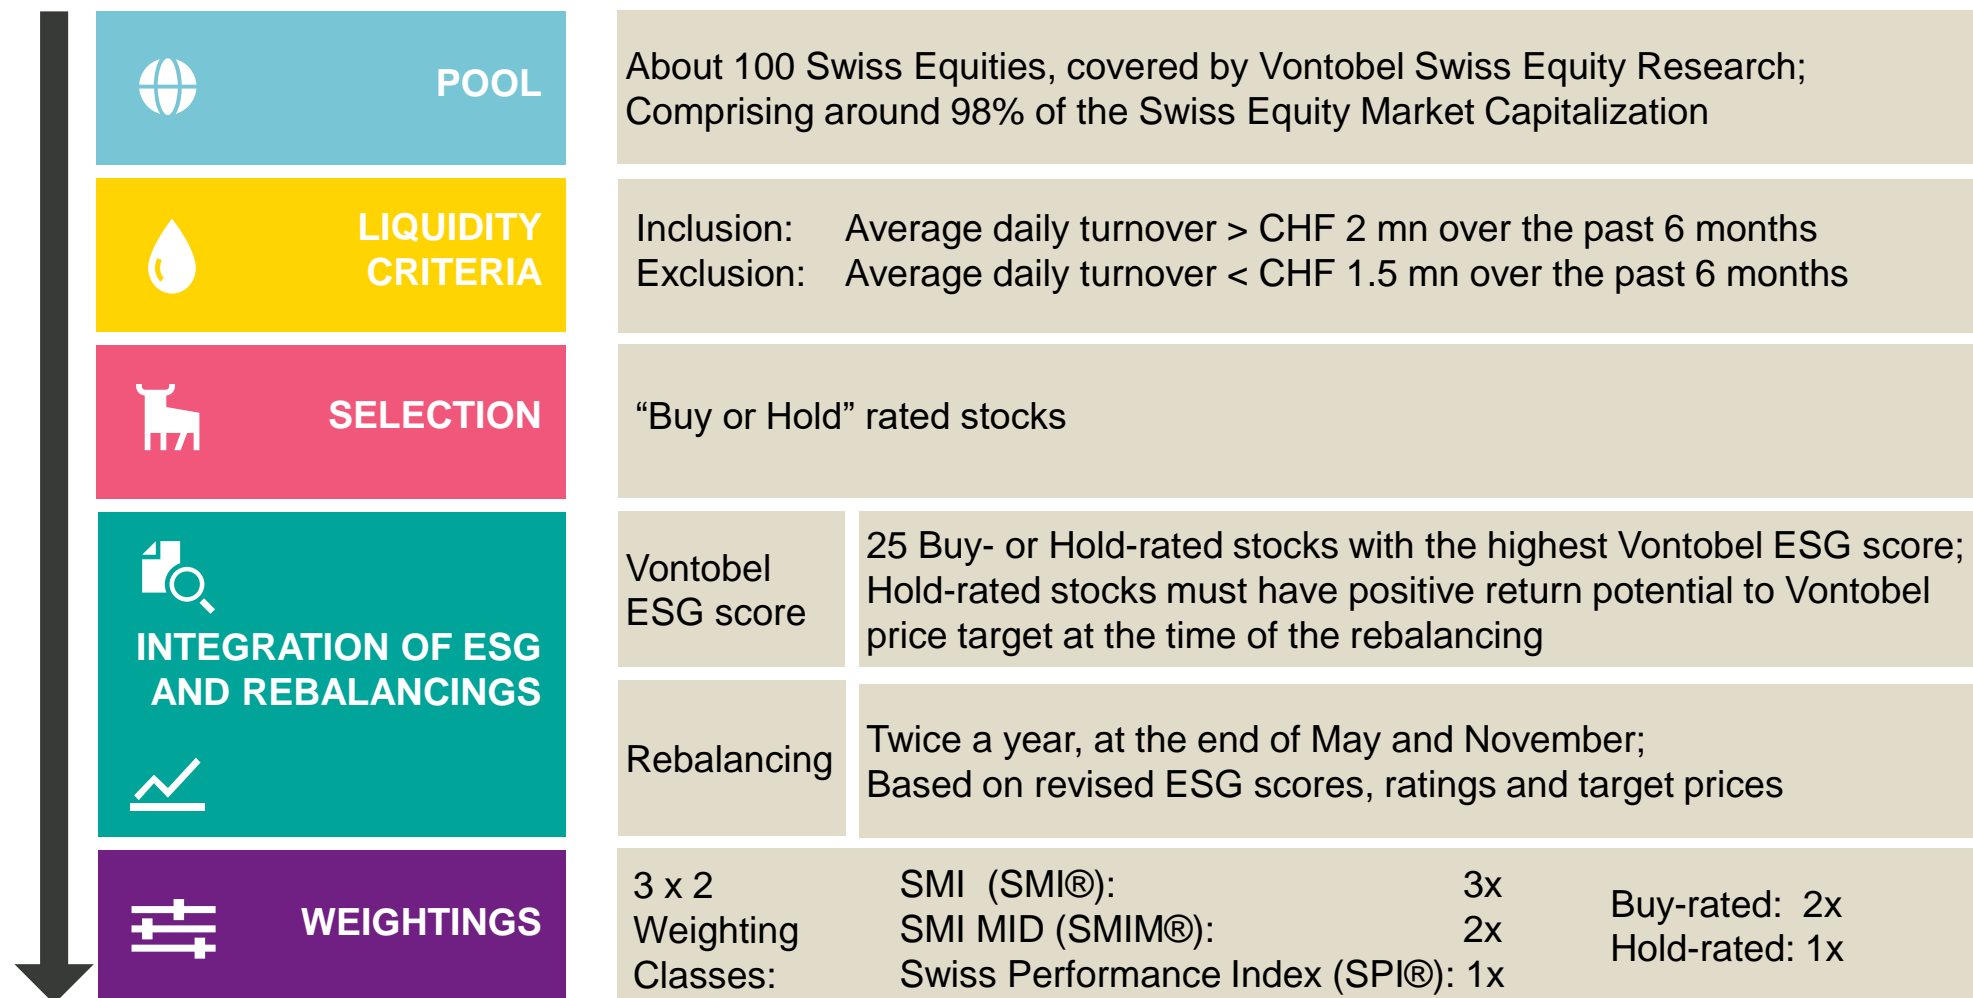 POOL
About 100 Swiss Equities, covered by Vontobel Swiss Equity Research;
Comprising around 98% of the Swiss Equity Market Capitalization
LIQUIDITY
CRITERIA
Inclusion: Average daily turnover > CHF 2 mn over the past 6 months
Exclusion: Average daily turnover < CHF 1.5 mn over the past 6 months
SELECTION
“Buy or Hold” rated stocks
INTEGRATION OF ESG
AND REBALANCINGS
Vontobel
ESG score
25 Buy- or Hold-rated stocks with the highest Vontobel ESG score;
Hold-rated stocks must have positive return potential to Vontobel
price target at the time of the rebalancing
Rebalancing
Twice a year, at the end of May and November;
Based on revised ESG scores, ratings and target prices
WEIGHTINGS
3 x 2
Weighting
Classes:
SMI (SMI®): 3x
SMI MID (SMIM®): 2x
Swiss Performance Index (SPI®): 1x
Buy-rated: 2x
Hold-rated: 1x